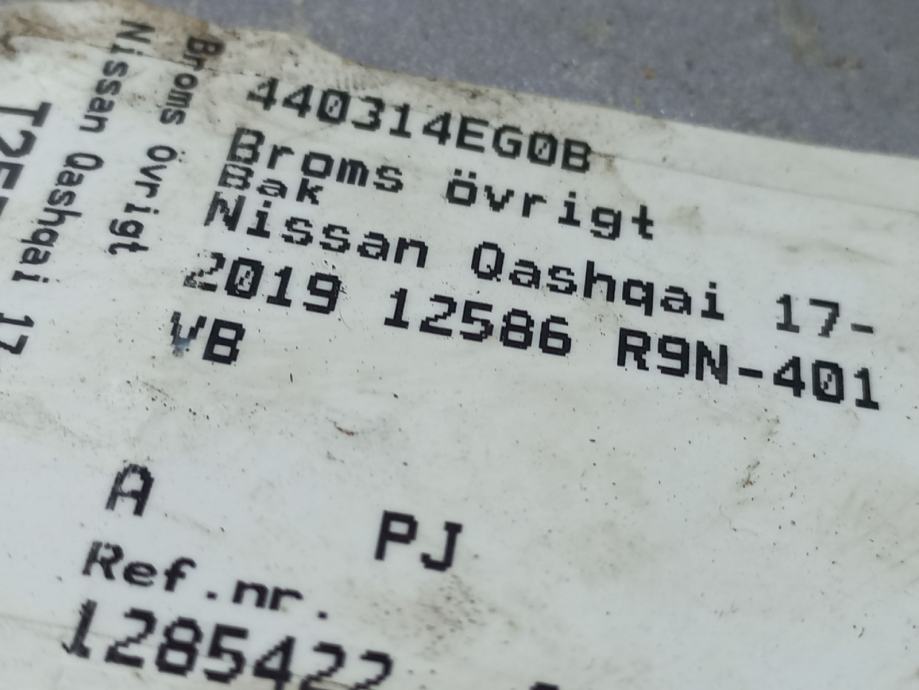 440314EG0B
Broms övrigt
Bak
Nissan Qashqai 17-
2019 12586 R9N-401
VB
A PJ
Ref.nr.
1285422
Broms övrigt
Nissan Qashqai 17